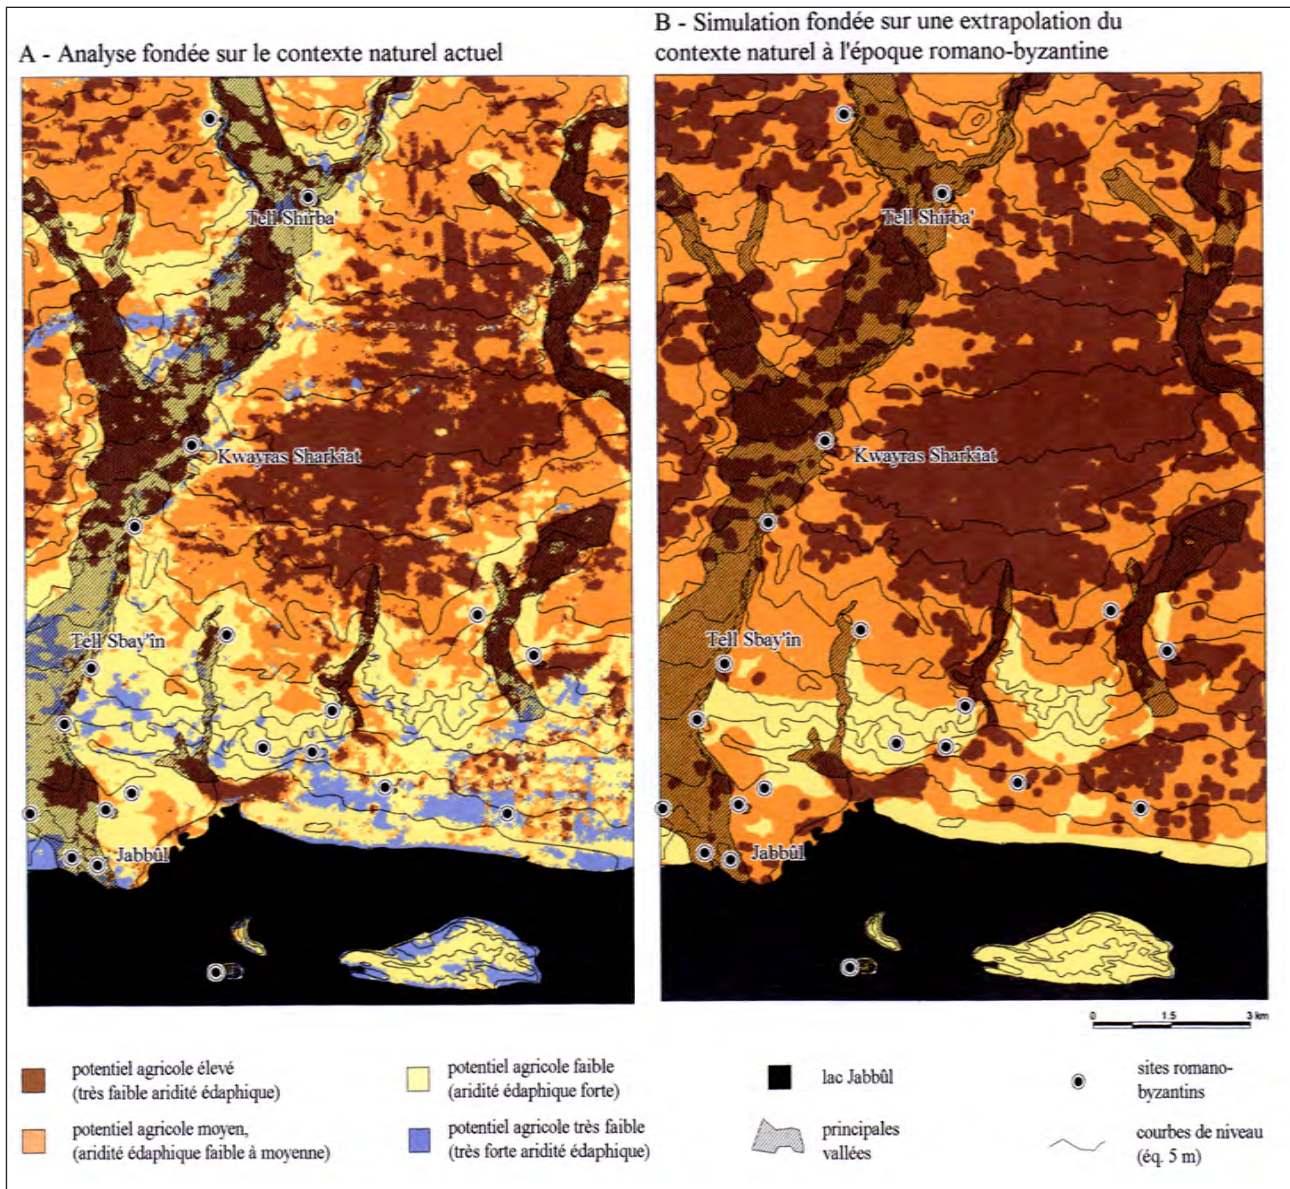 A - Analyse fondée sur le contexte naturel actuel
B - Simulation fondée sur une extrapolation du
contexte naturel à l'époque romano-byzantine
Tell Shirba'
Kwayras Sharkîat
Tell Sbay'în
Jabbûl
Tell Shirba'
Kwayras Sharkîat
Tell Sbay'în
Jabbûl
0 1.5 3 km
potentiel agricole élevé
(très faible aridité édaphique)
potentiel agricole moyen,
(aridité édaphique faible à moyenne)
potentiel agricole faible
(aridité édaphique forte)
potentiel agricole très faible
(très forte aridité édaphique)
lac Jabbûl
principales
vallées
sites romano-
byzantins
courbes de niveau
(éq. 5 m)